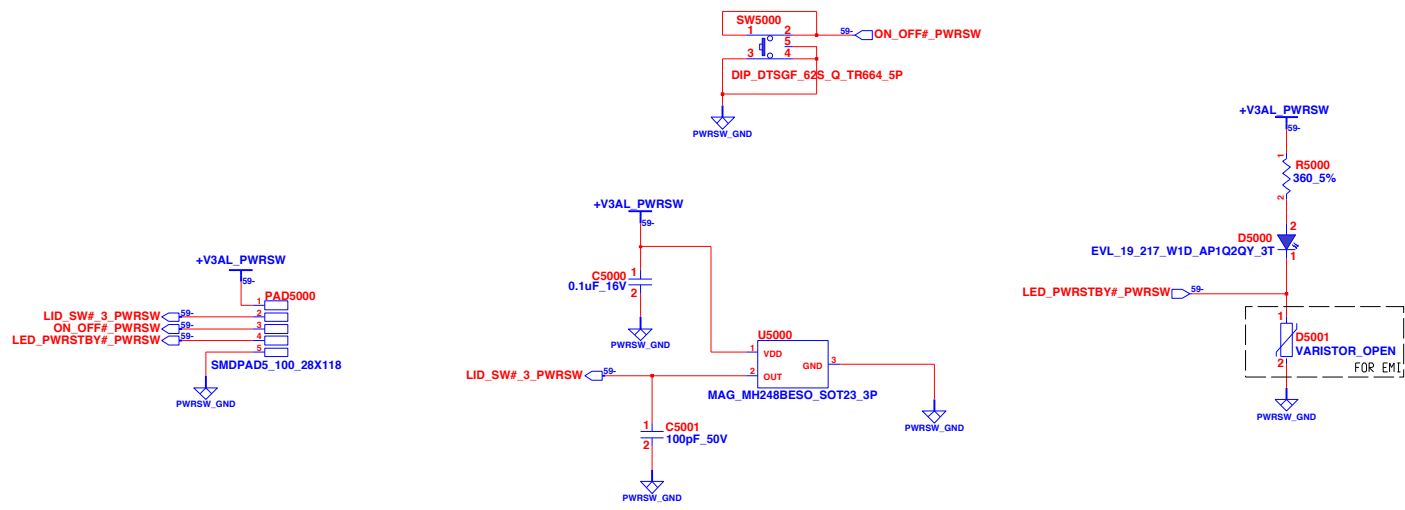 SW5000
1 2
5
3 4
59-
ON_OFF#_PWRSW
DIP_DTSGF_62S_Q_TR664_5P
PWRSW_GND
+V3AL_PWRSW
59-
1
R5000
360_5%
2
2
D5000
EVL_19_217_W1D_AP1Q2QY_3T
1
LED_PWRSTBY#_PWRSW
59-
1
D5001
VARISTOR_OPEN
2
FOR EMI
PWRSW_GND
+V3AL_PWRSW
59-
1
C5000
0.1uF_16V
2
PWRSW_GND
U5000
1
VDD
GND
3
2
OUT
MAG_MH248BESO_SOT23_3P
LID_SW#_3_PWRSW
59-
1
C5001
100pF_50V
2
PWRSW_GND
PWRSW_GND
+V3AL_PWRSW
59-
PAD5000
1
LID_SW#_3_PWRSW
59-
2
ON_OFF#_PWRSW
59-
3
LED_PWRSTBY#_PWRSW
59-
4
5
SMDPAD5_100_28X118
PWRSW_GND